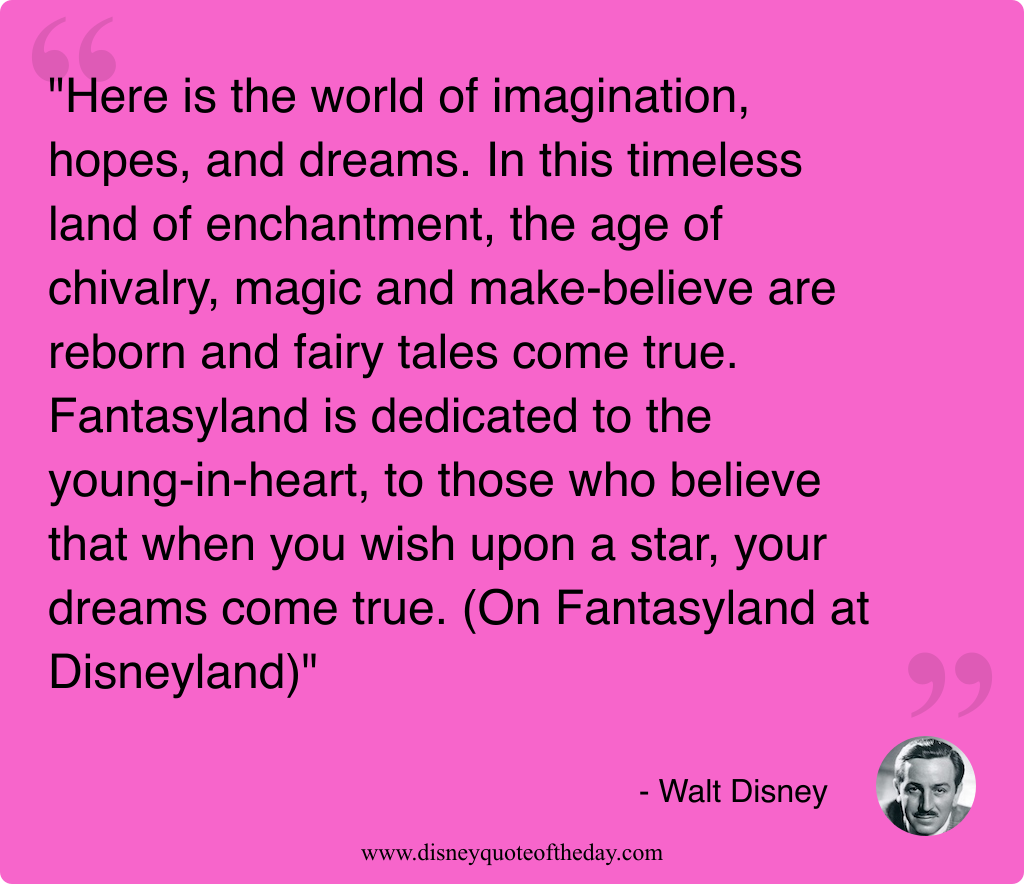 "Here is the world of imagination,
hopes, and dreams. In this timeless
land of enchantment, the age of
chivalry, magic and make-believe are
reborn and fairy tales come true.
Fantasyland is dedicated to the
young-in-heart, to those who believe
that when you wish upon a star, your
dreams come true. (On Fantasyland at
Disneyland)"
- Walt Disney
www.disneyquoteoftheday.com